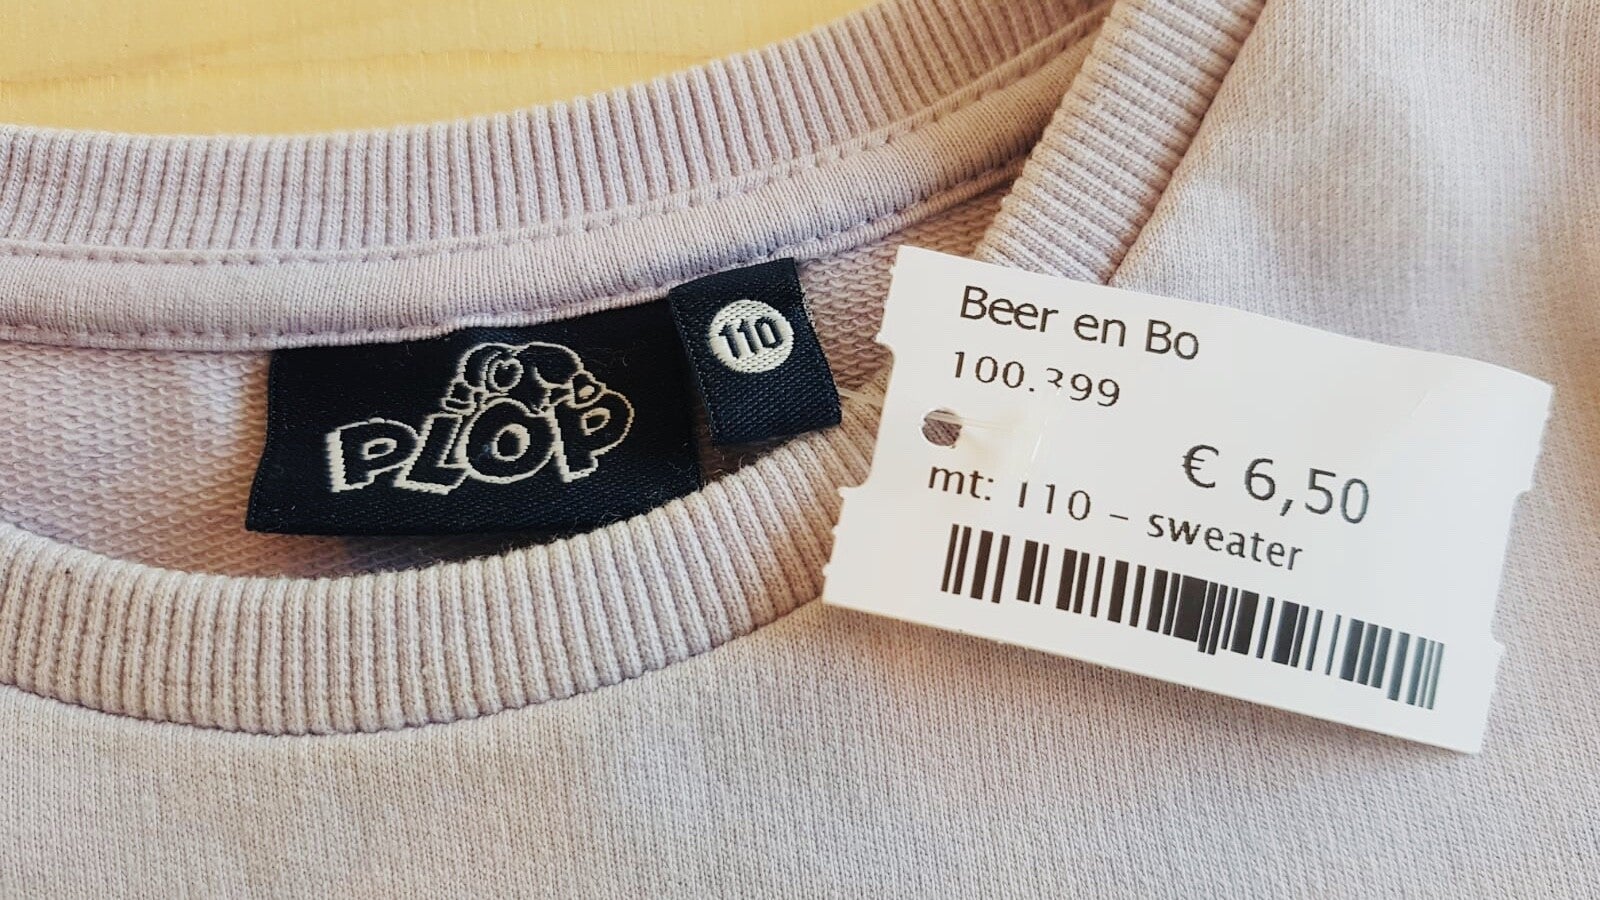 PLOP
110
Beer en Bo
100.399
€ 6,50
mt: 110 - sweater